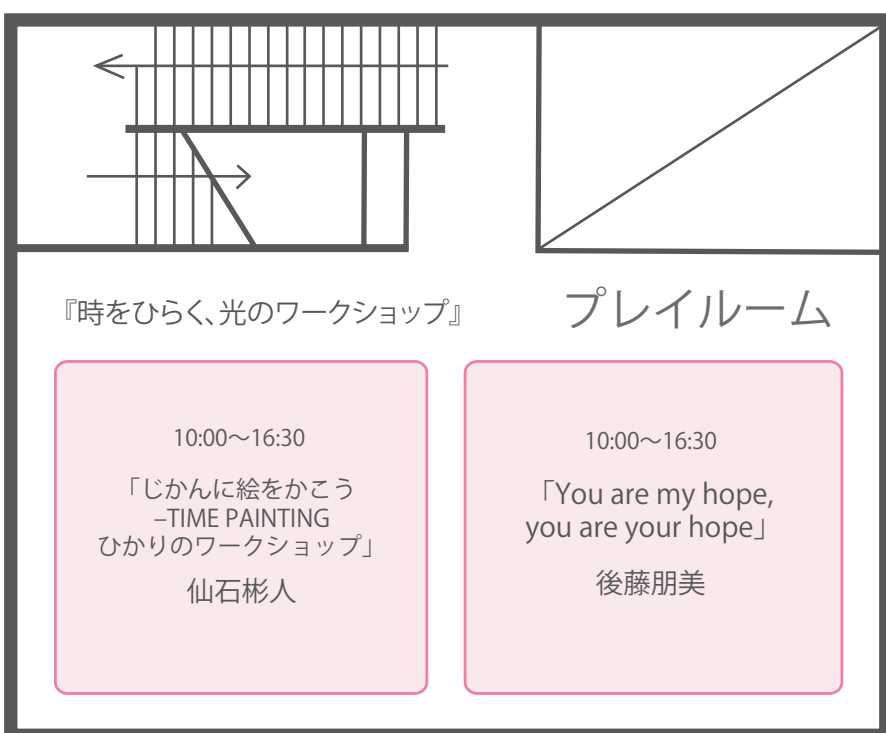 『時をひらく、光のワークショップ』
プレイルーム
10:00〜16:30
「じかんに絵をかこう
–TIME PAINTING
ひかりのワークショップ」
仙石彬人
10:00〜16:30
「You are my hope,
you are your hope」
後藤朋美